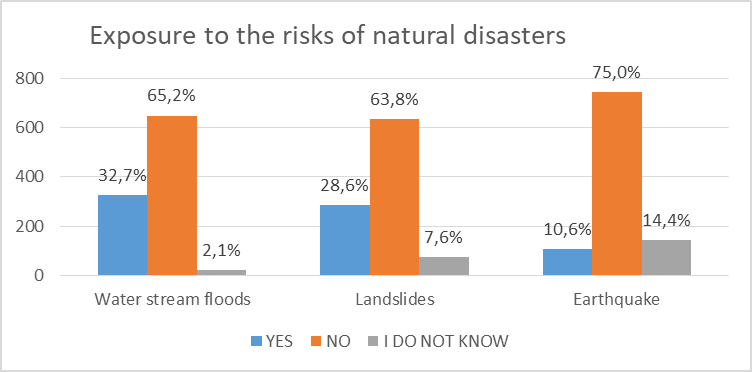 Exposure to the risks of natural disasters
800
600
400
200
0
32,7%
65,2%
2,1%
28,6%
63,8%
7,6%
10,6%
75,0%
14,4%
Water stream floods
Landslides
Earthquake
YES
NO
I DO NOT KNOW